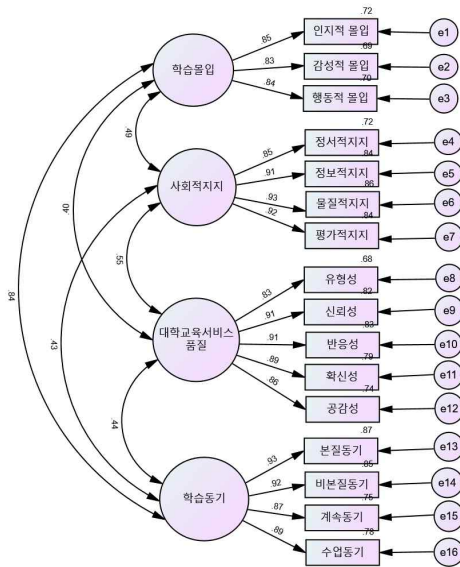 .72
.85
인지적 몰입
e1
.69
학습몰입
.83
감성적 몰입
e2
.70
.84
행동적 몰입
e3
.49
.72
.85
정서적지지
e4
.84
사회적지지
.91
정보적지지
e5
.86
.93
물질적지지
e6
.84
.92
평가적지지
e7
.40
.55
.84
.43
.68
.83
유형성
e8
.82
.91
신뢰성
e9
.83
대학교육서비스
품질
.91
반응성
e10
.79
.89
확신성
e11
.74
.86
공감성
e12
.44
.87
.93
본질동기
e13
.85
.92
비본질동기
e14
.75
학습동기
.87
계속동기
e15
.78
.89
수업동기
e16